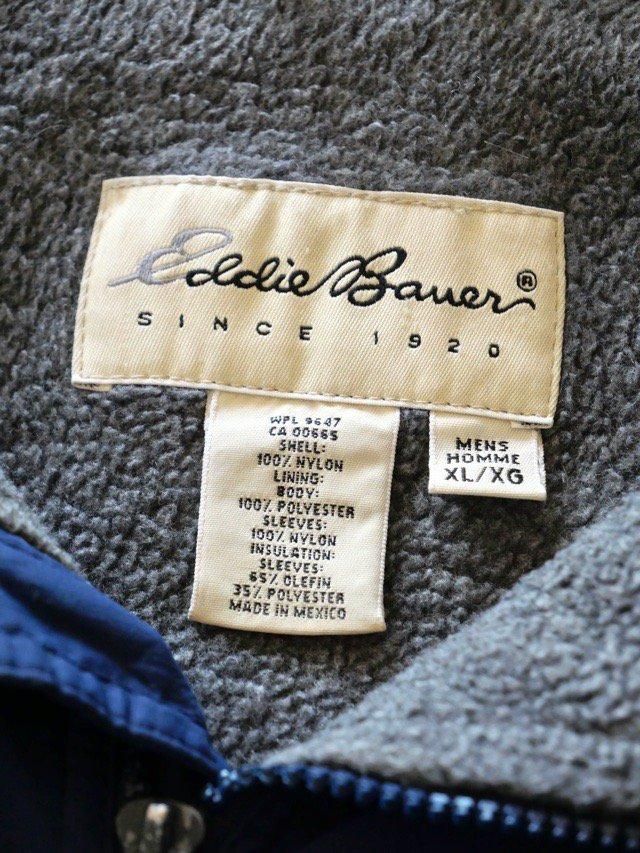 Eddie Bauer®
SINCE 1920
WPL 9647
CA 00665
SHELL:
100% NYLON
LINING:
BODY:
100% POLYESTER
SLEEVES:
100% NYLON
INSULATION:
SLEEVES:
65% OLEFIN
35% POLYESTER
MADE IN MEXICO
MENS
HOMME
XL/XG